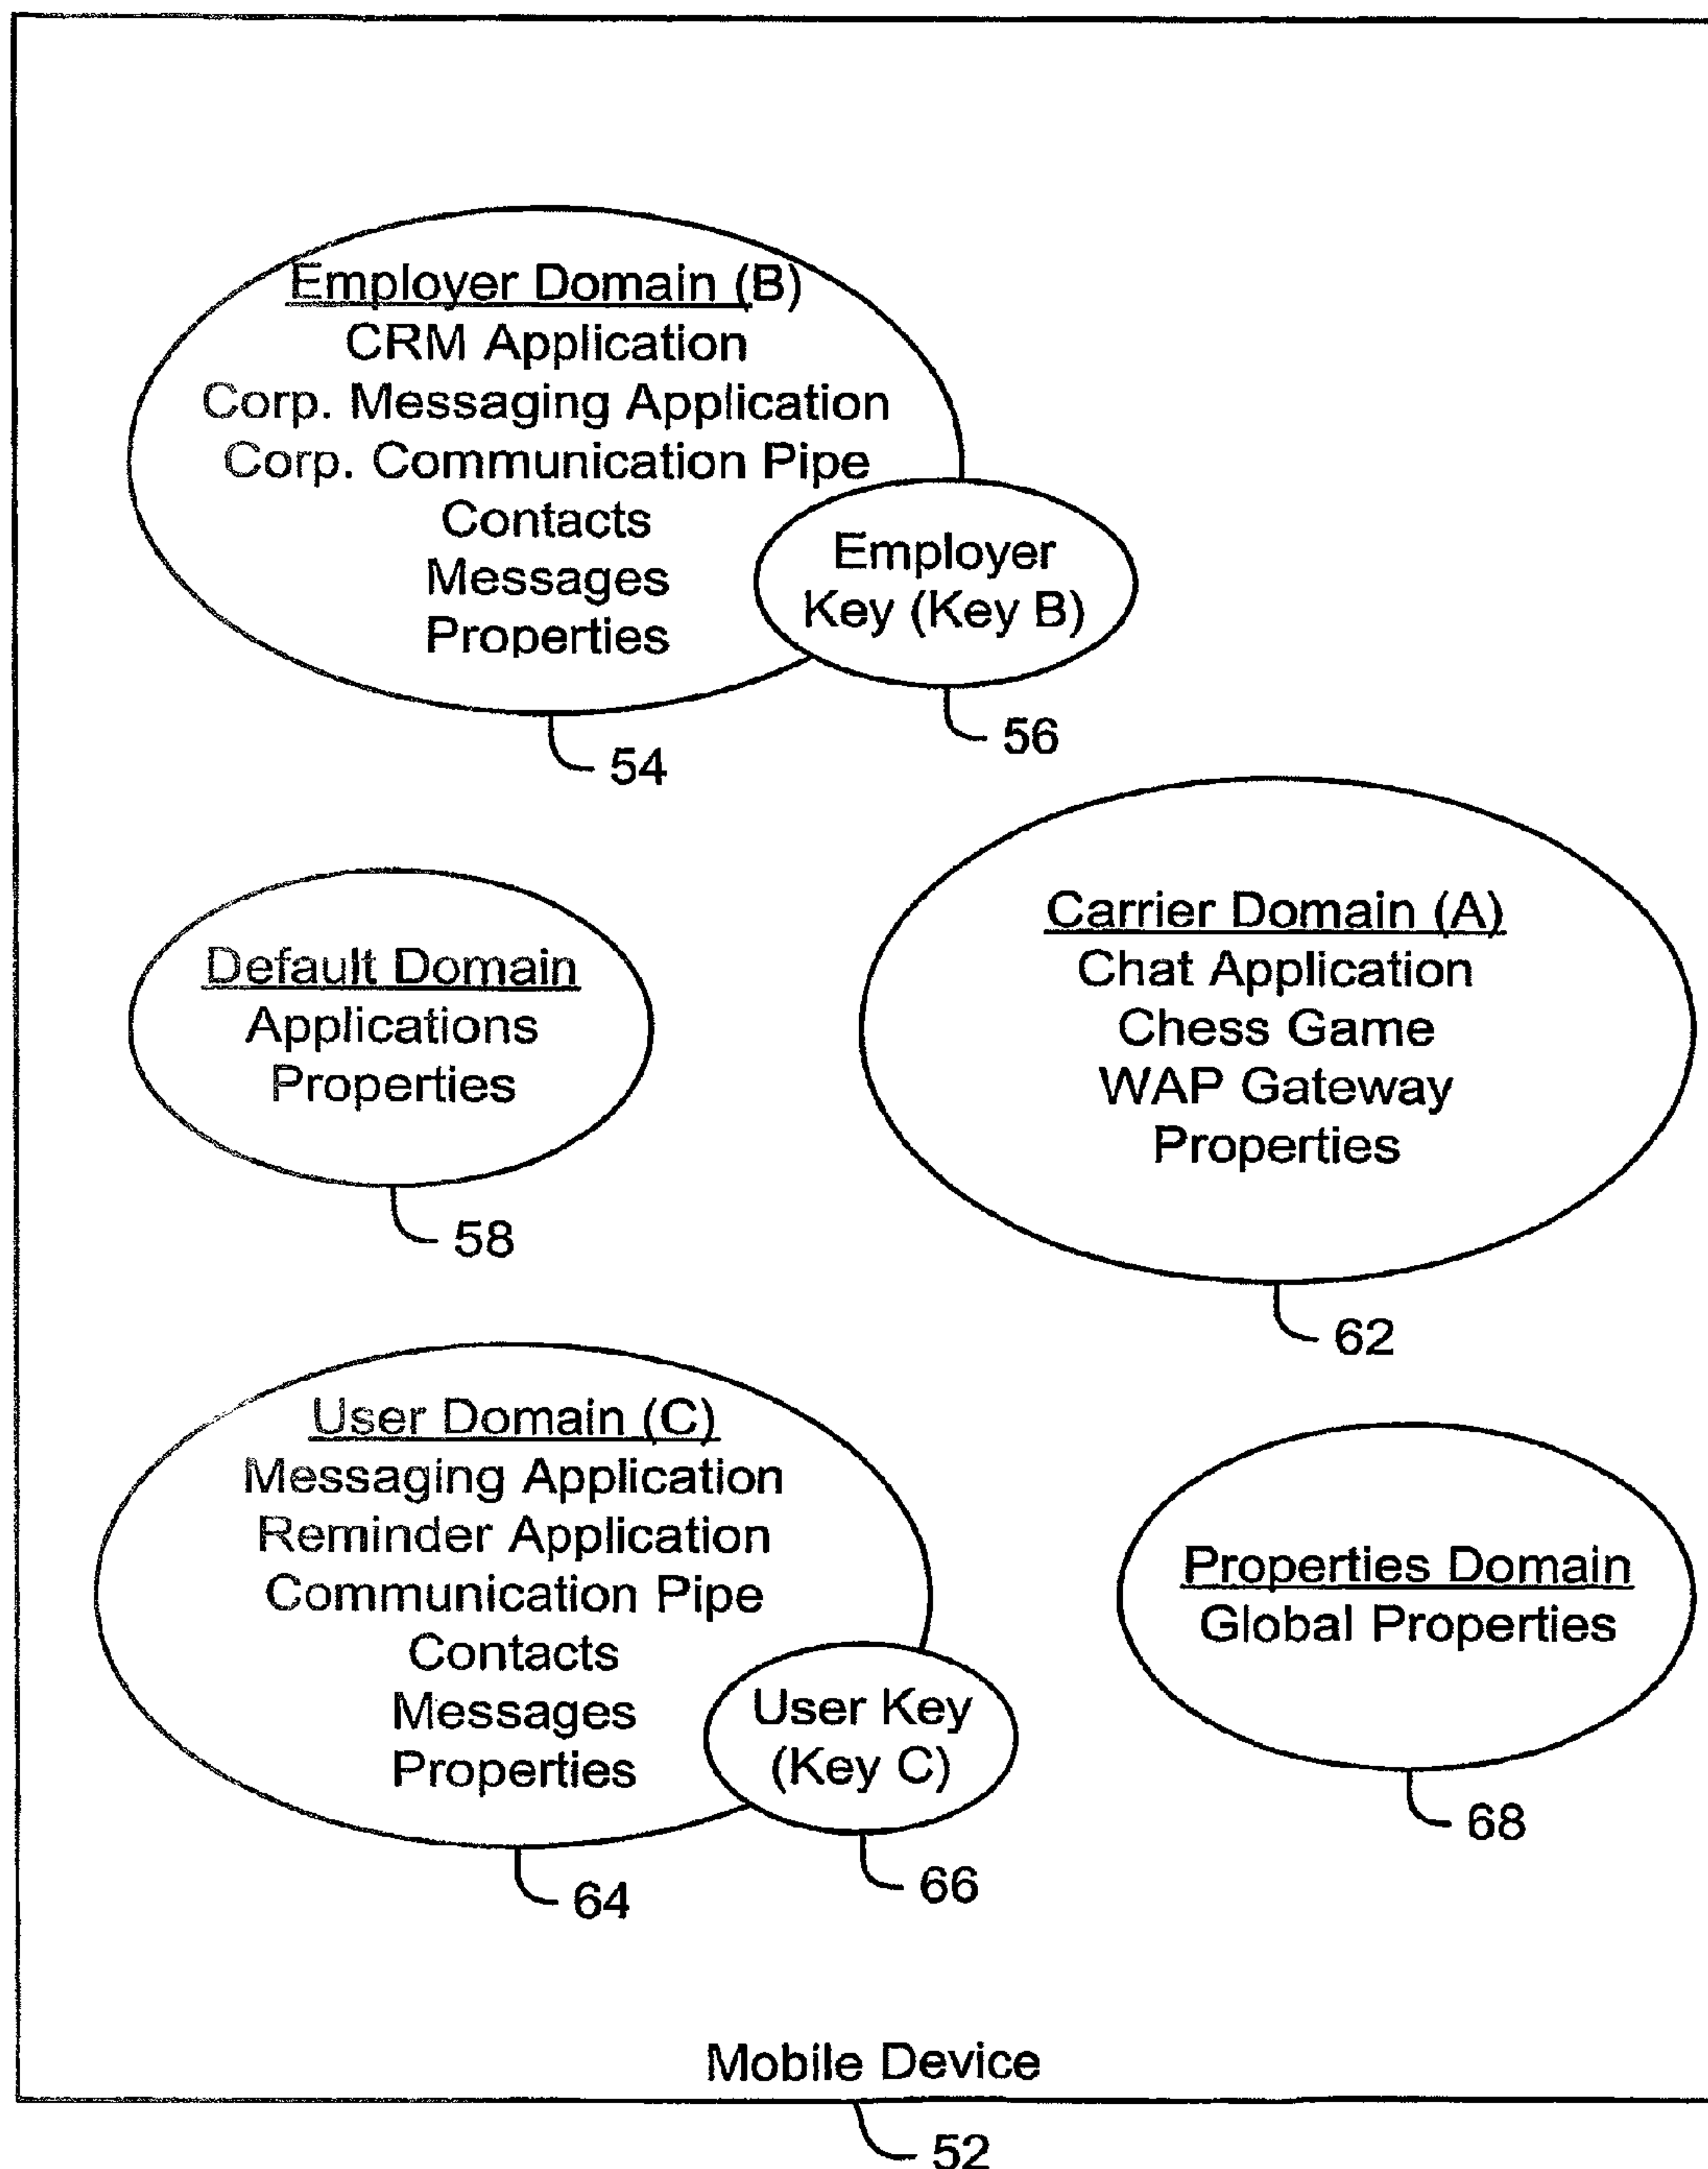 Employer Domain (B)
CRM Application
Corp. Messaging Application
Corp. Communication Pipe
Contacts
Messages
Properties
Employer
Key (Key B)
56
54
Carrier Domain (A)
Chat Application
Chess Game
WAP Gateway
Properties
62
Default Domain
Applications
Properties
58
User Domain (C)
Messaging Application
Reminder Application
Communication Pipe
Contacts
Messages
Properties
User Key
(Key C)
66
64
Properties Domain
Global Properties
68
Mobile Device
52